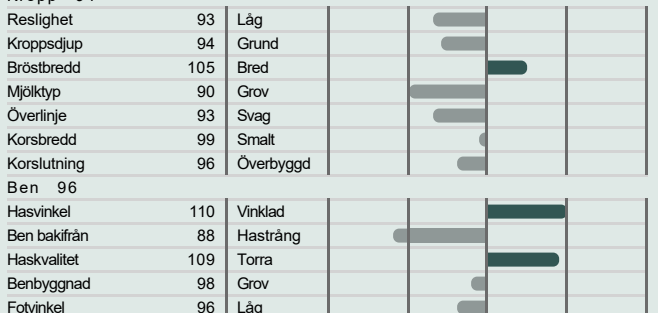 Reslighet 93 Låg
Kroppsdjup 94 Grund
Bröstbredd 105 Bred
Mjölktyp 90 Grov
Överlinje 93 Svag
Korsbredd 99 Smalt
Korslutning 96 Överbyggd
Ben 96
Hasvinkel 110 Vinklad
Ben bakifrån 88 Hastrång
Haskvalitet 109 Torra
Benbyggnad 98 Grov
Fotvinkel 96 Låg